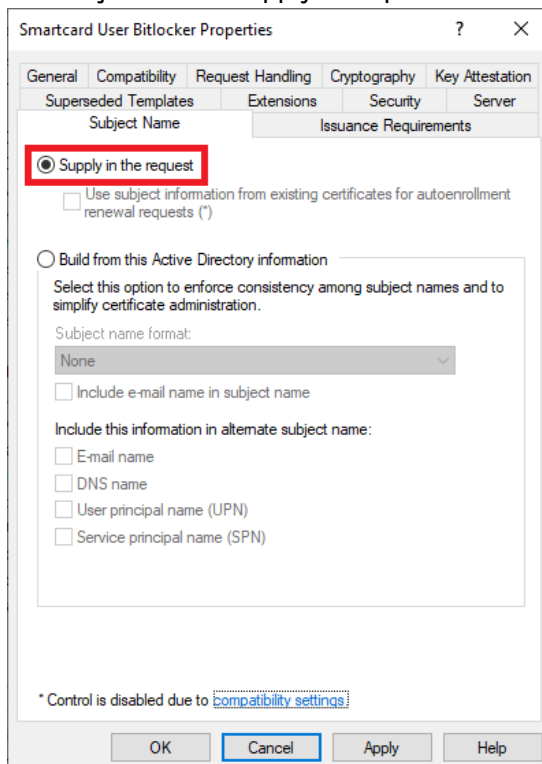 Smartcard User Bitlocker Properties ? ×
General Compatibility Request Handling Cryptography Key Attestation
Superseded Templates Extensions Security Server
Subject Name Issuance Requirements
Supply in the request
Use subject information from existing certificates for autoenrollment
renewal requests (*)
Build from this Active Directory information
Select this option to enforce consistency among subject names and to
simplify certificate administration.
Subject name format:
None
Include e-mail name in subject name
Include this information in alternate subject name:
E-mail name
DNS name
User principal name (UPN)
Service principal name (SPN)
* Control is disabled due to compatibility settings.
OK Cancel Apply Help